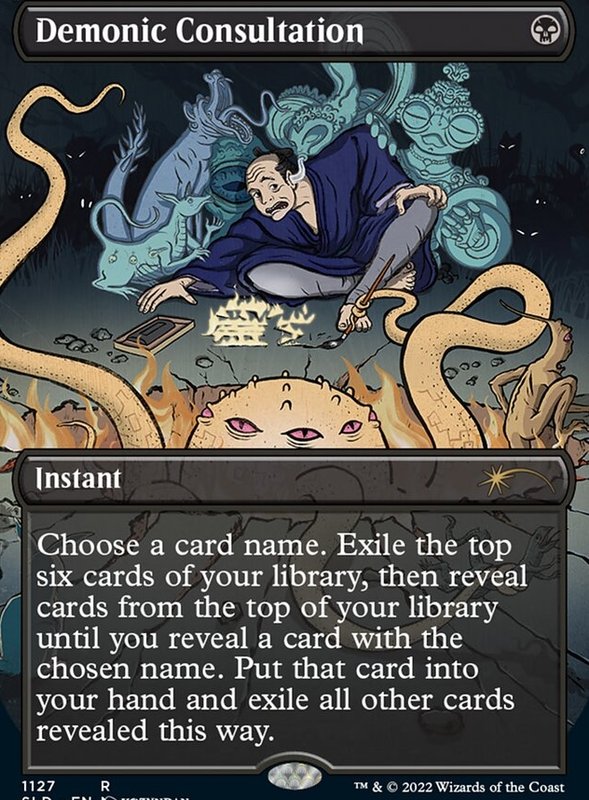 Demonic Consultation
Instant
Choose a card name. Exile the top
six cards of your library, then reveal
cards from the top of your library
until you reveal a card with the
chosen name. Put that card into
your hand and exile all other cards
revealed this way.
1127 R
™ & © 2022 Wizards of the Coast